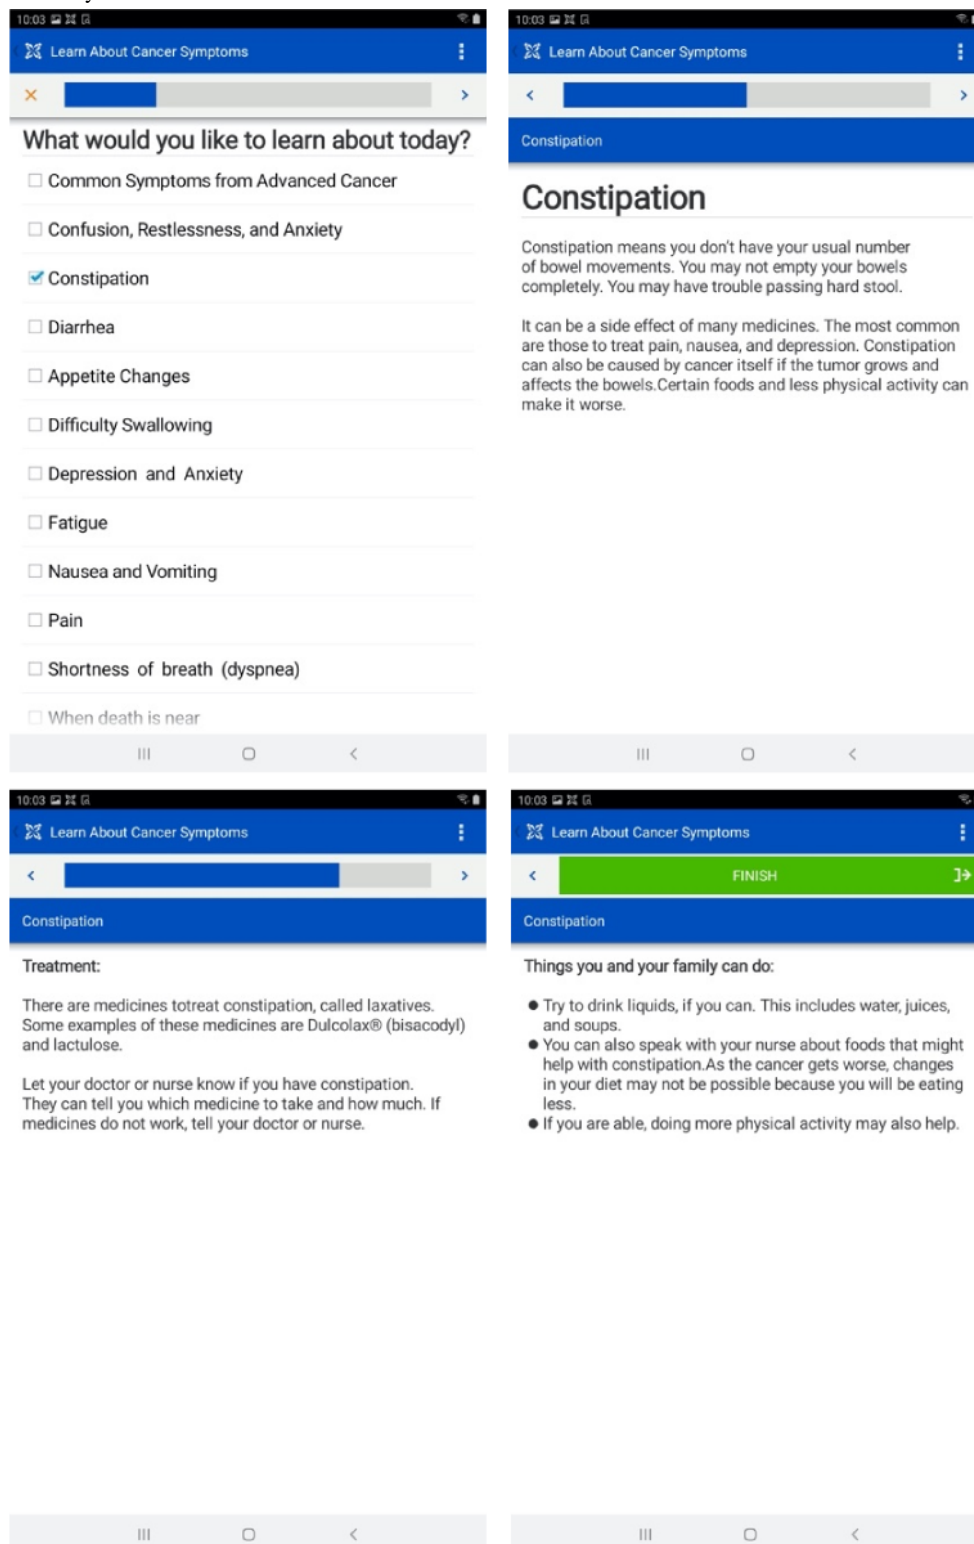 10:03
Learn About Cancer Symptoms
What would you like to learn about today?
Common Symptoms from Advanced Cancer
Confusion, Restlessness, and Anxiety
Constipation
Diarrhea
Appetite Changes
Difficulty Swallowing
Depression and Anxiety
Fatigue
Nausea and Vomiting
Pain
Shortness of breath (dyspnea)
When death is near
10:03
Learn About Cancer Symptoms
Constipation
Constipation
Constipation means you don't have your usual number
of bowel movements. You may not empty your bowels
completely. You may have trouble passing hard stool.
It can be a side effect of many medicines. The most common
are those to treat pain, nausea, and depression. Constipation
can also be caused by cancer itself if the tumor grows and
affects the bowels.Certain foods and less physical activity can
make it worse.
10:03
Learn About Cancer Symptoms
Constipation
Treatment:
There are medicines totreat constipation, called laxatives.
Some examples of these medicines are Dulcolax® (bisacodyl)
and lactulose.
Let your doctor or nurse know if you have constipation.
They can tell you which medicine to take and how much. If
medicines do not work, tell your doctor or nurse.
10:03
Learn About Cancer Symptoms
FINISH
Constipation
Things you and your family can do:
● Try to drink liquids, if you can. This includes water, juices,
and soups.
● You can also speak with your nurse about foods that might
help with constipation.As the cancer gets worse, changes
in your diet may not be possible because you will be eating
less.
● If you are able, doing more physical activity may also help.